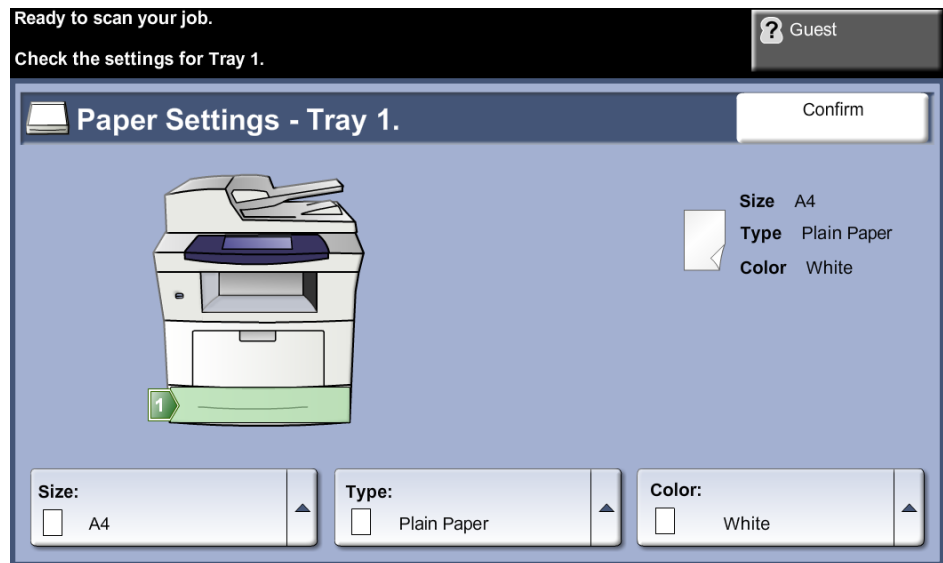 Ready to scan your job.
Guest
Check the settings for Tray 1.
Paper Settings - Tray 1.
Confirm
Size A4
Type Plain Paper
Color White
1
Size:
A4
Type:
Plain Paper
Color:
White